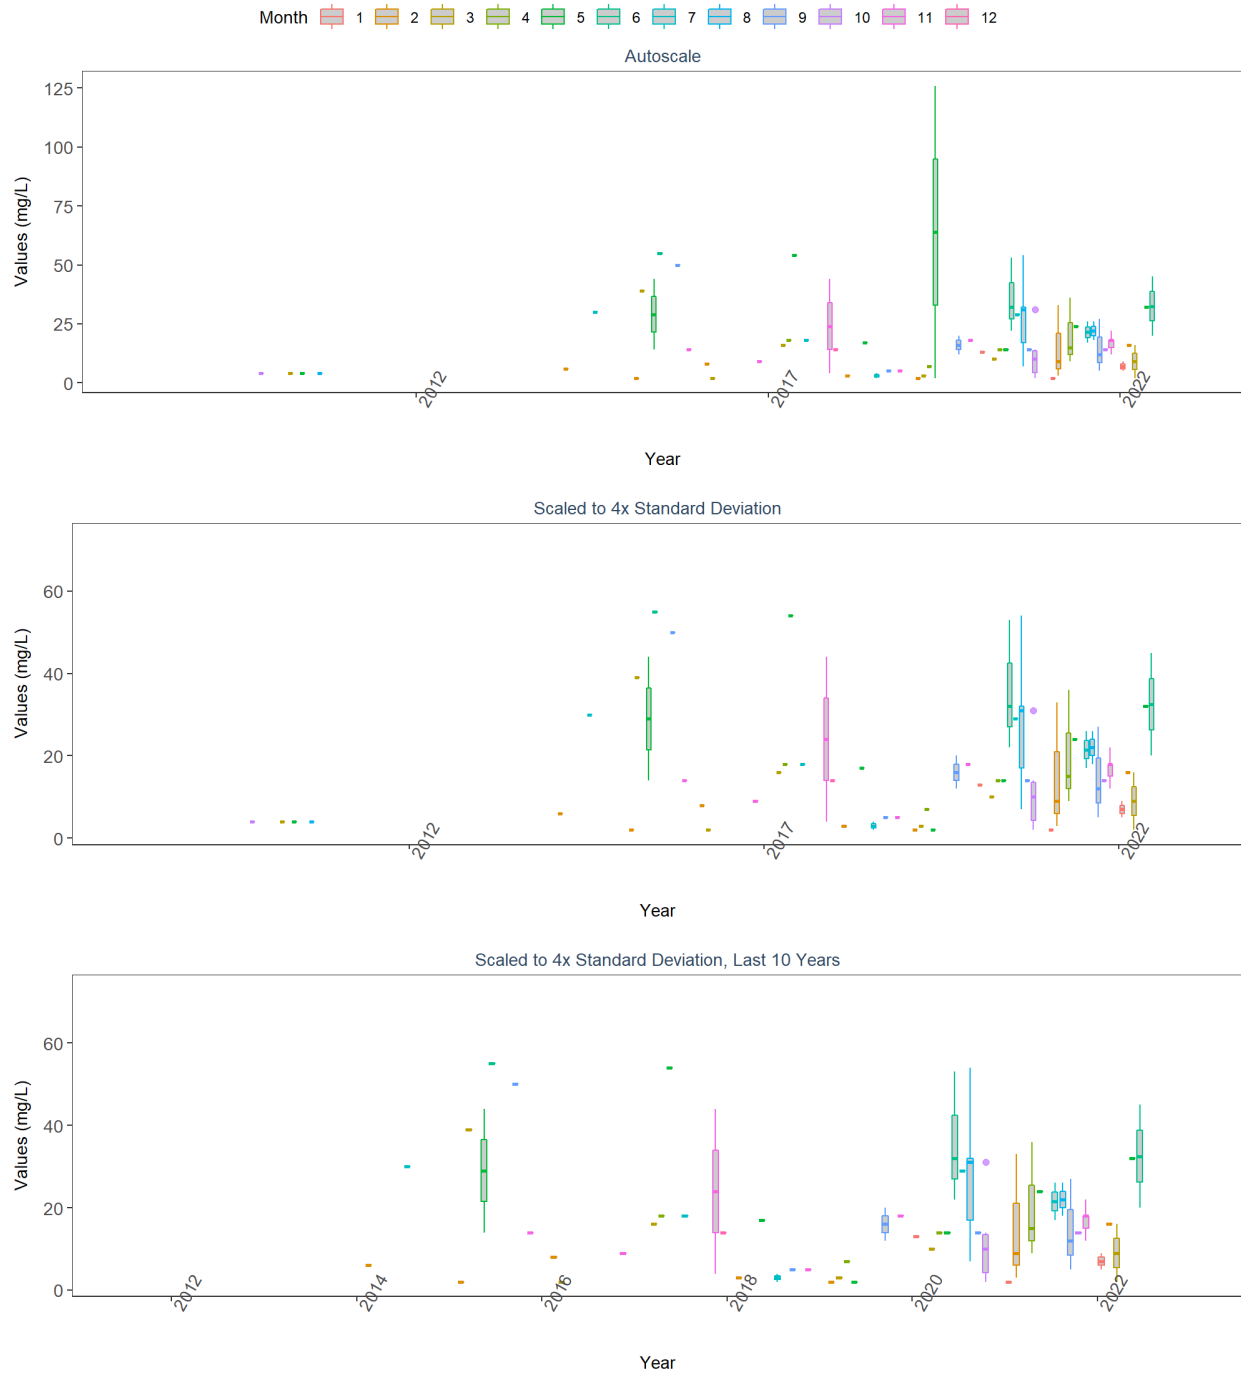 Month 1 2 3 4 5 6 7 8 9 10 11 12
Autoscale
Values (mg/L)
125
100
75
50
25
0
2012 2017 2022
Year
Scaled to 4x Standard Deviation
Values (mg/L)
60
40
20
0
2012 2017 2022
Year
Scaled to 4x Standard Deviation, Last 10 Years
Values (mg/L)
60
40
20
0
2012 2014 2016 2018 2020 2022
Year